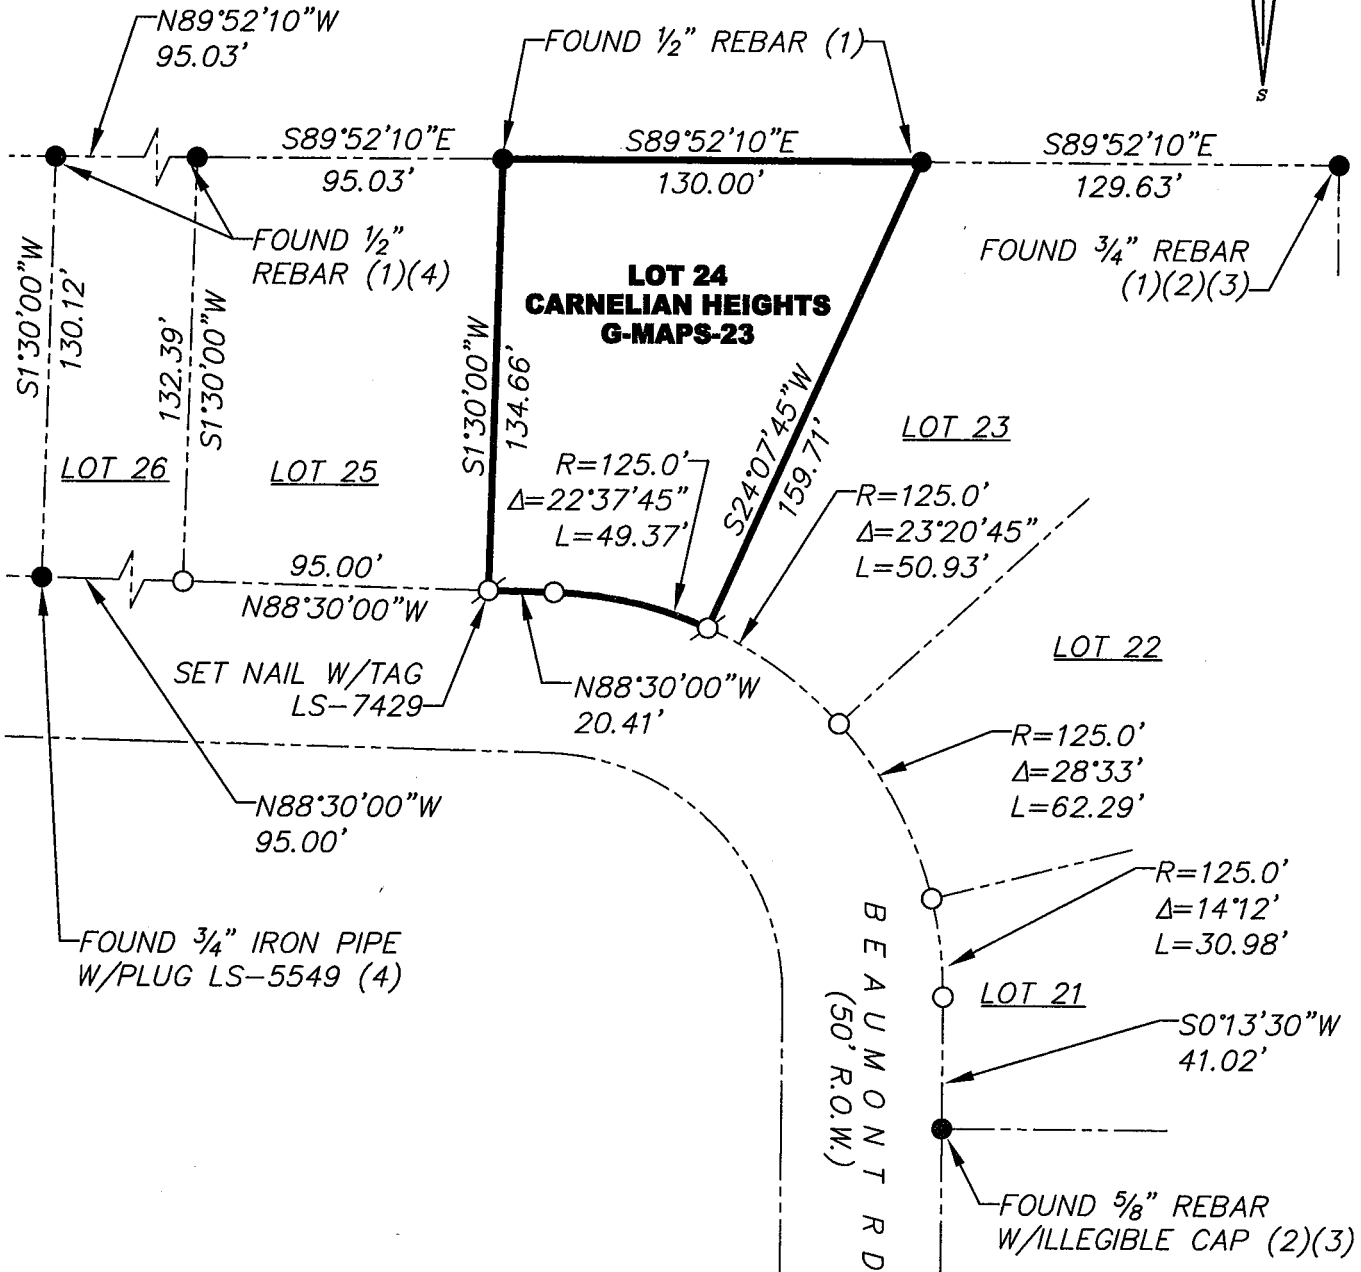 N89°52'10"W
95.03'
FOUND ½" REBAR (1)
S
S89°52'10"E
95.03'
S89°52'10"E
130.00'
S89°52'10"E
129.63'
FOUND ½"
REBAR (1)(4)
FOUND ¾" REBAR
(1)(2)(3)
LOT 24
CARNELIAN HEIGHTS
G-MAPS-23
S1°30'00"W
130.12'
132.39'
S1°30'00"W
S1°30'00"W
134.66'
S24°07'45"W
159.71'
LOT 26
LOT 25
LOT 23
R=125.0'
Δ=22°37'45"
L=49.37'
R=125.0'
Δ=23°20'45"
L=50.93'
95.00'
N88°30'00"W
LOT 22
SET NAIL W/TAG
LS-7429
N88°30'00"W
20.41'
R=125.0'
Δ=28°33'
L=62.29'
N88°30'00"W
95.00'
R=125.0'
Δ=14°12'
L=30.98'
FOUND ¾" IRON PIPE
W/PLUG LS-5549 (4)
BEAUMONT RD
(50' R.O.W.)
LOT 21
S0°13'30"W
41.02'
FOUND ⅝" REBAR
W/ILLEGIBLE CAP (2)(3)